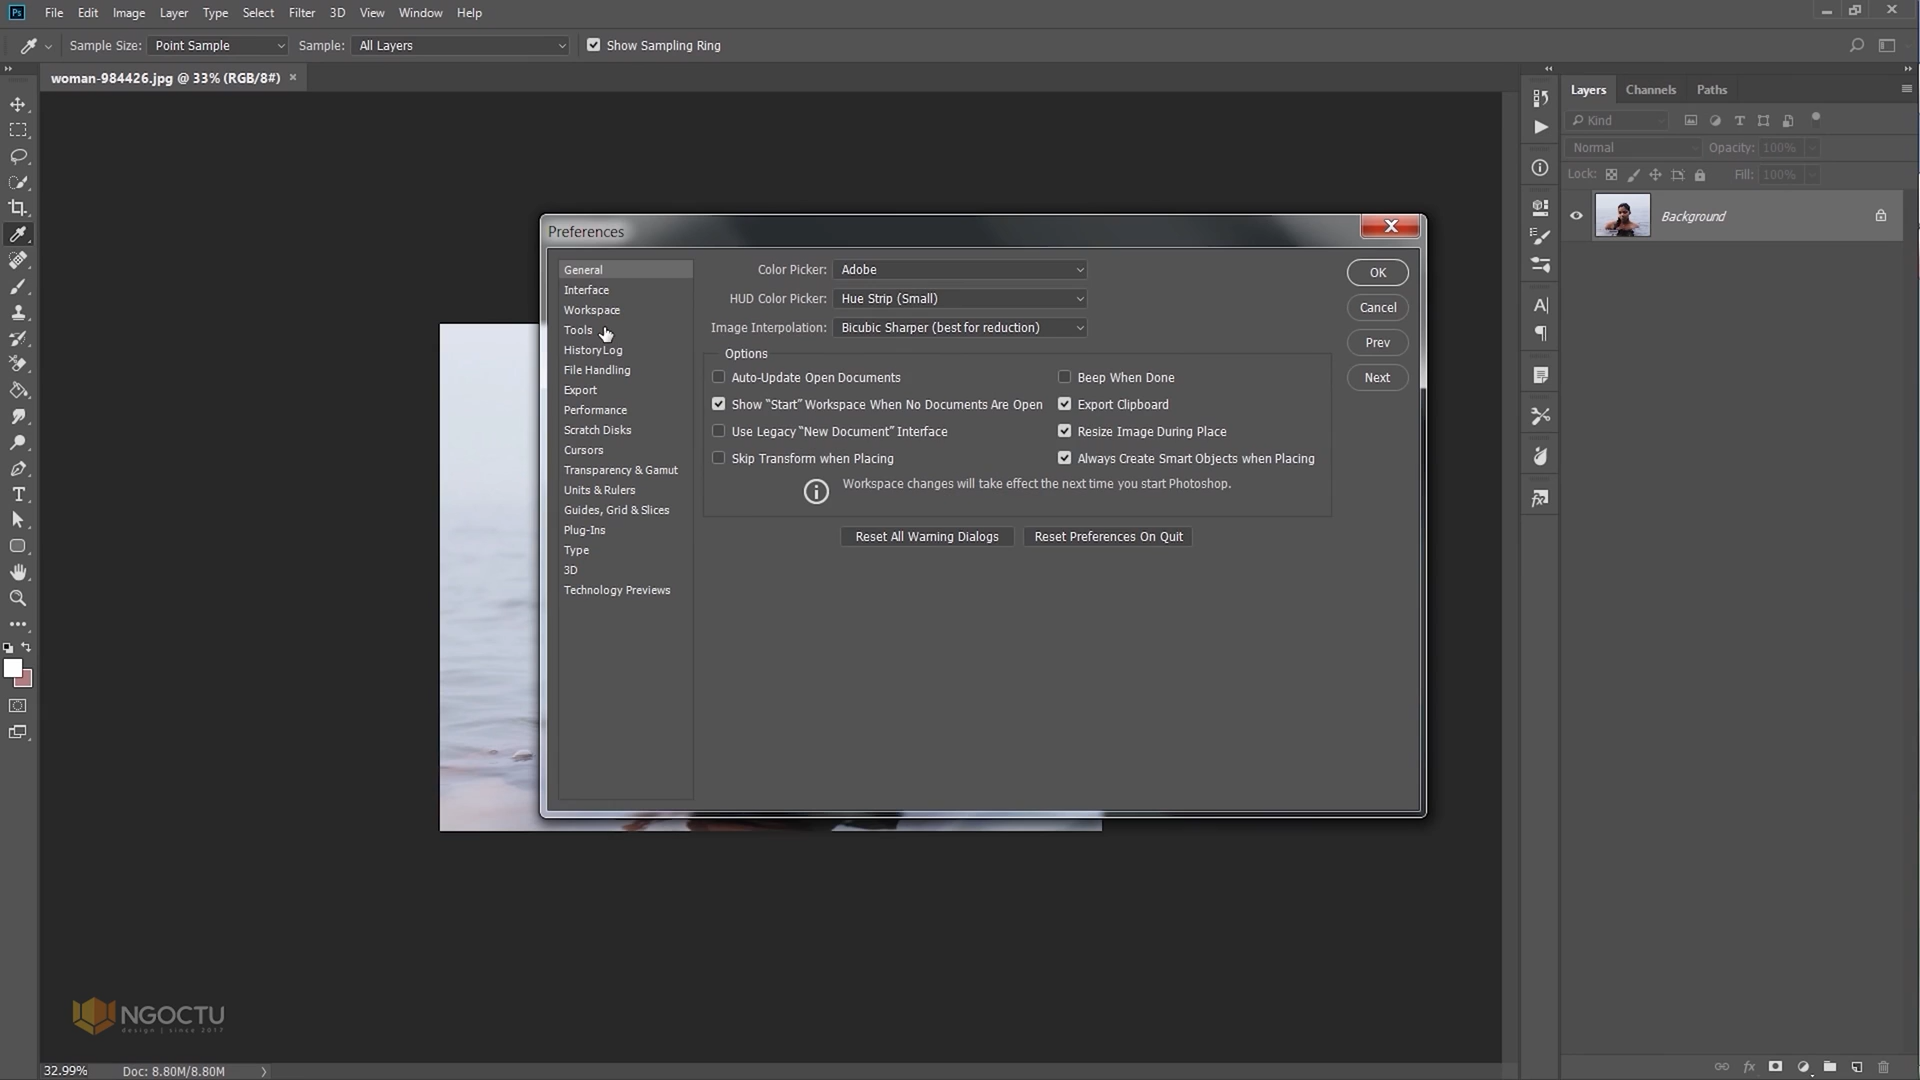 Ps File Edit Image Layer Type Select Filter 3D View Window Help
Sample Size: Point Sample Sample: All Layers Show Sampling Ring
woman-984426.jpg @ 33% (RGB/8#) ×
Layers Channels Paths
Kind
Normal Opacity: 100%
Lock: Fill: 100%
Background
Preferences
General
Interface
Workspace
Tools
History Log
File Handling
Export
Performance
Scratch Disks
Cursors
Transparency & Gamut
Units & Rulers
Guides, Grid & Slices
Plug-Ins
Type
3D
Technology Previews
Color Picker: Adobe
HUD Color Picker: Hue Strip (Small)
Image Interpolation: Bicubic Sharper (best for reduction)
Options
Auto-Update Open Documents
Beep When Done
Show “Start” Workspace When No Documents Are Open
Export Clipboard
Use Legacy “New Document” Interface
Resize Image During Place
Skip Transform when Placing
Always Create Smart Objects when Placing
Workspace changes will take effect the next time you start Photoshop.
Reset All Warning Dialogs
Reset Preferences On Quit
OK
Cancel
Prev
Next
NGOCTU
design | since 2017
32.99% Doc: 8.80M/8.80M
fx